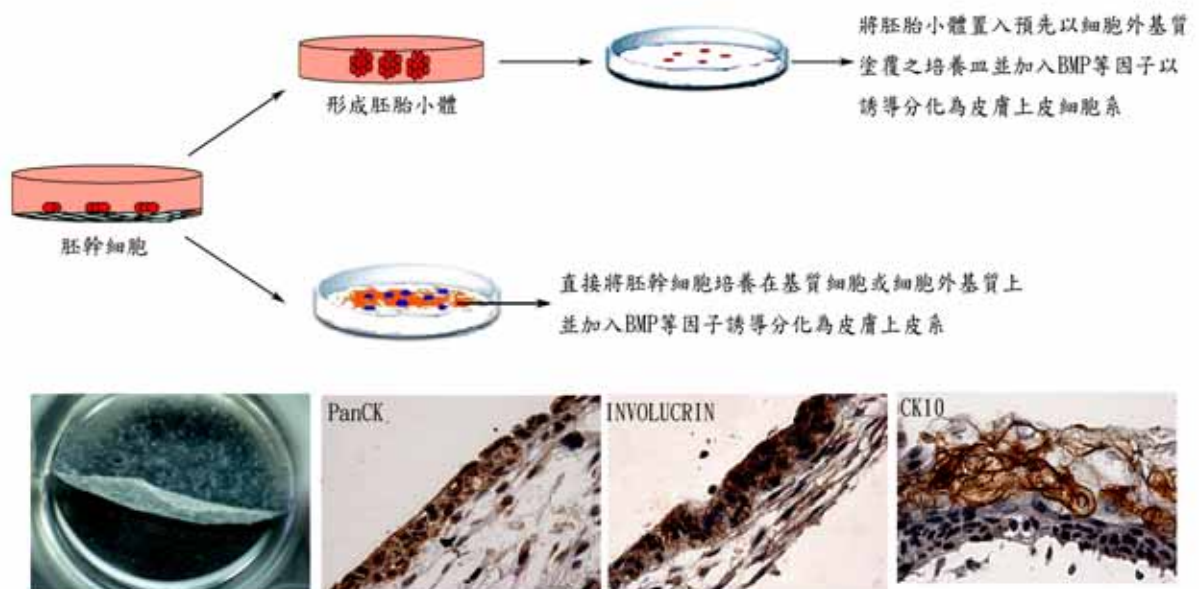 將胚胎小體置入預先以細胞外基質
塗覆之培養皿並加入BMP等因子以
誘導分化為皮膚上皮細胞系
形成胚胎小體
胚幹細胞
直接將胚幹細胞培養在基質細胞或細胞外基質上
並加入BMP等因子誘導分化為皮膚上皮系
PanCK
INVOLUCRIN
CK10